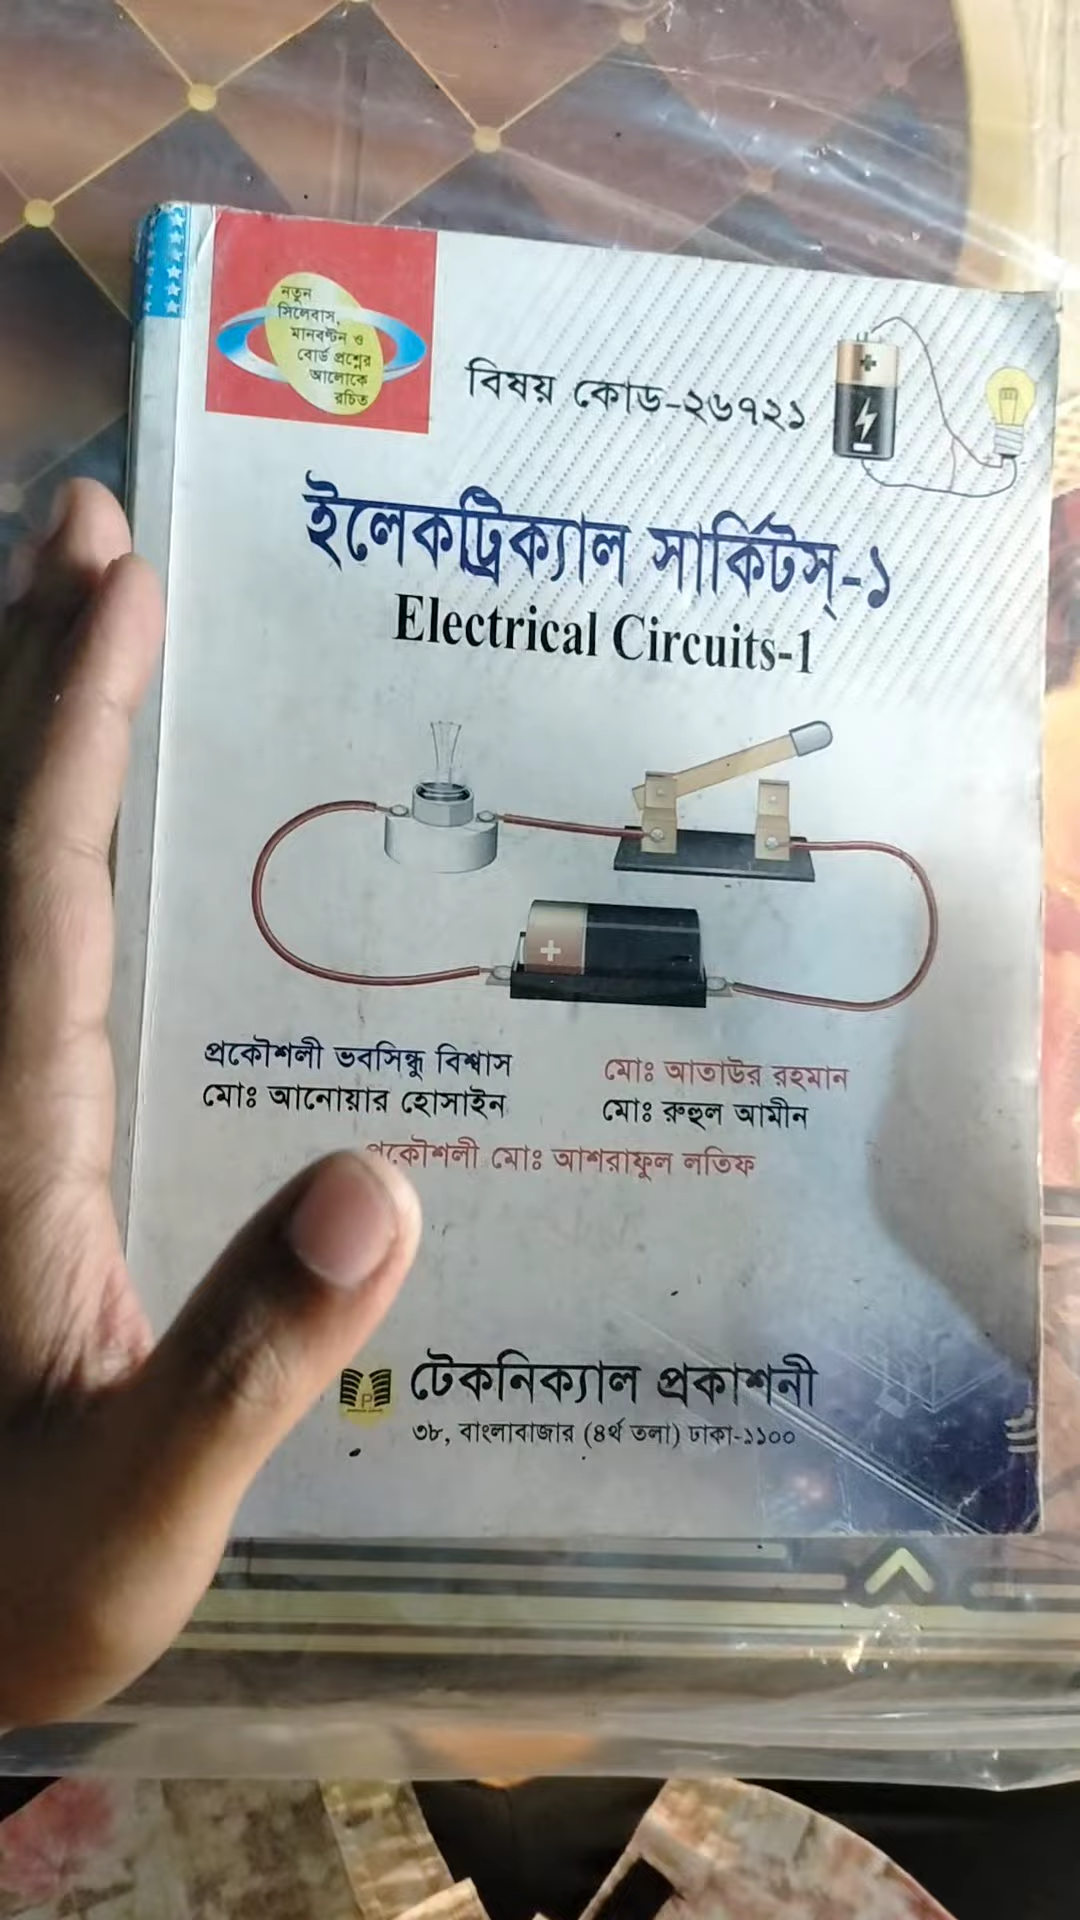 নতুন
সিলেবাস,
মানবণ্টন ও
বোর্ড প্রশ্নের
আলোকে
রচিত
বিষয় কোড-২৬৭২১
ইলেকট্রিক্যাল সার্কিটস্-১
Electrical Circuits-1
প্রকৌশলী ভবসিন্ধু বিশ্বাস
মোঃ আতাউর রহমান
মোঃ আনোয়ার হোসাইন
মোঃ রুহুল আমীন
প্রকৌশলী মোঃ আশরাফুল লতিফ
টেকনিক্যাল প্রকাশনী
৩৮, বাংলাবাজার (৪র্থ তলা) ঢাকা-১১০০